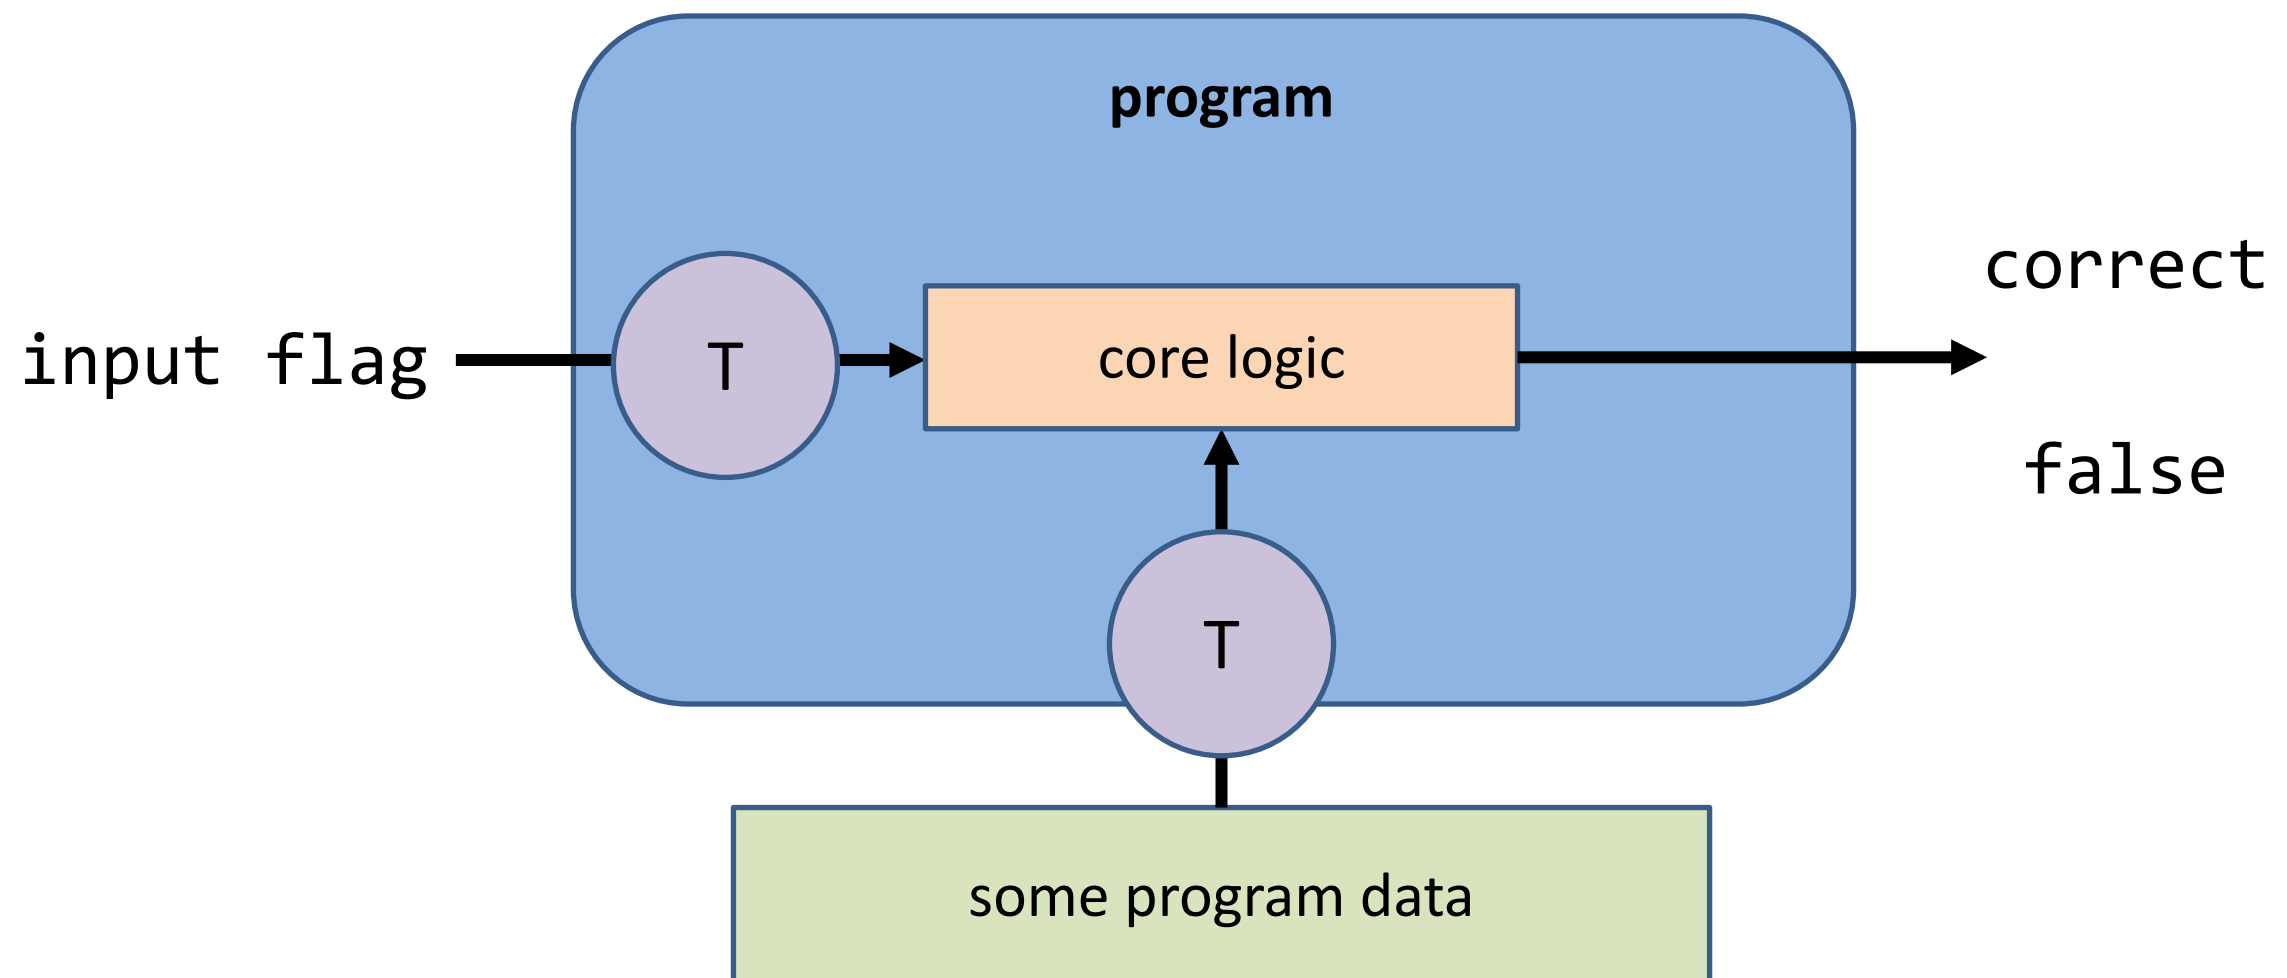 program
correct
input flag
T
core logic
false
T
some program data